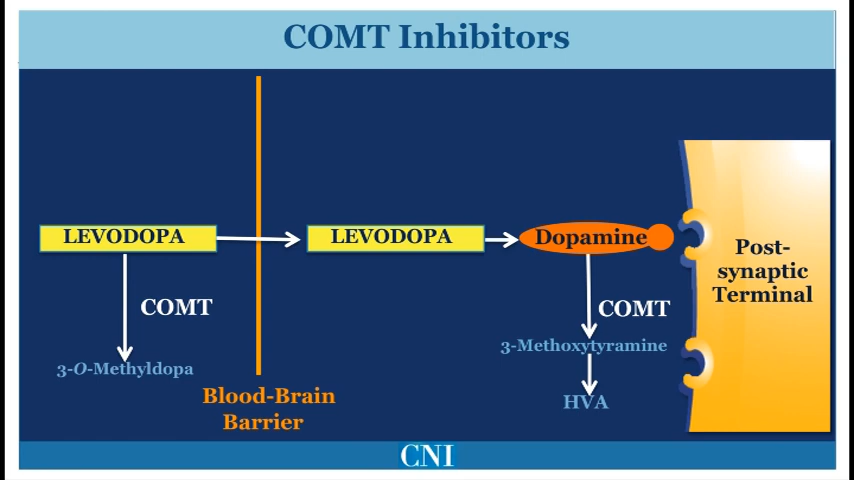 COMT Inhibitors
LEVODOPA
LEVODOPA
Dopamine
Post-
synaptic
Terminal
COMT
COMT
3-O-Methyldopa
3-Methoxytyramine
HVA
Blood-Brain
Barrier
CNI